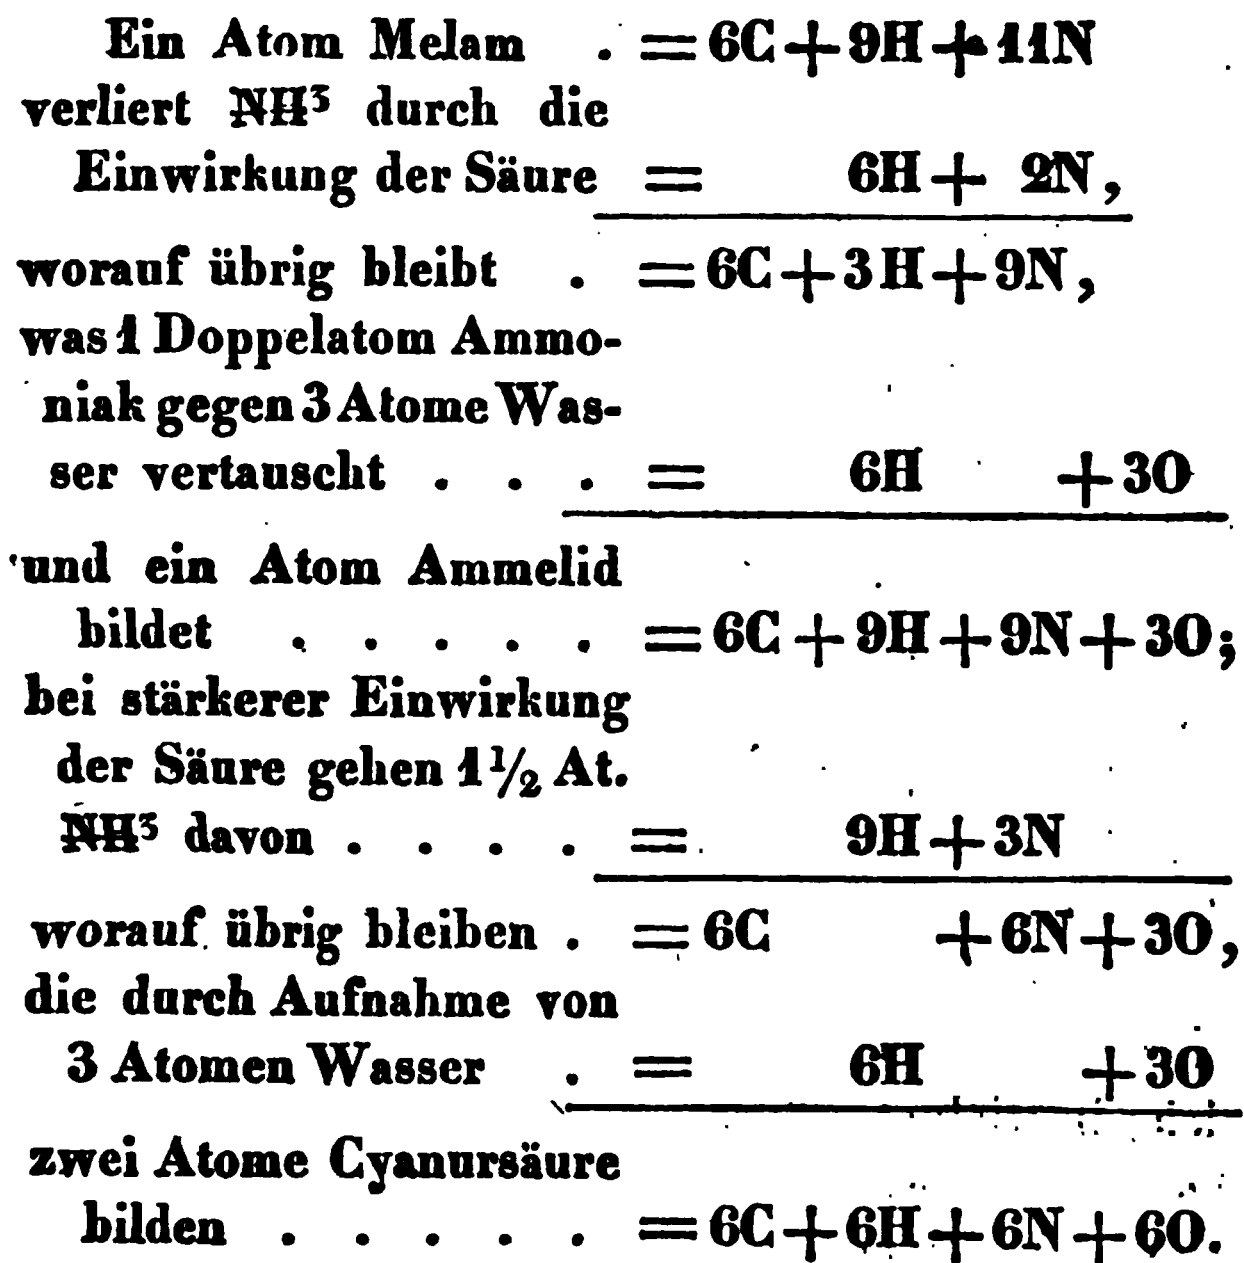 Ein Atom Melam . = 6C + 9H + 11N
verliert N̶H̶³ durch die
Einwirkung der Säure = 6H + 2N,
worauf übrig bleibt . = 6C + 3H + 9N,
was 1 Doppelatom Ammo-
niak gegen 3 Atome Was-
ser vertauscht . . . = 6H + 3O
und ein Atom Ammelid
bildet . . . . . = 6C + 9H + 9N + 3O;
bei stärkerer Einwirkung
der Säure gehen 1½ At.
N̶H̶³ davon . . . . = 9H + 3N
worauf übrig bleiben . = 6C + 6N + 3O,
die durch Aufnahme von
3 Atomen Wasser . = 6H + 3O
zwei Atome Cyanursäure
bilden . . . . . = 6C + 6H + 6N + 6O.